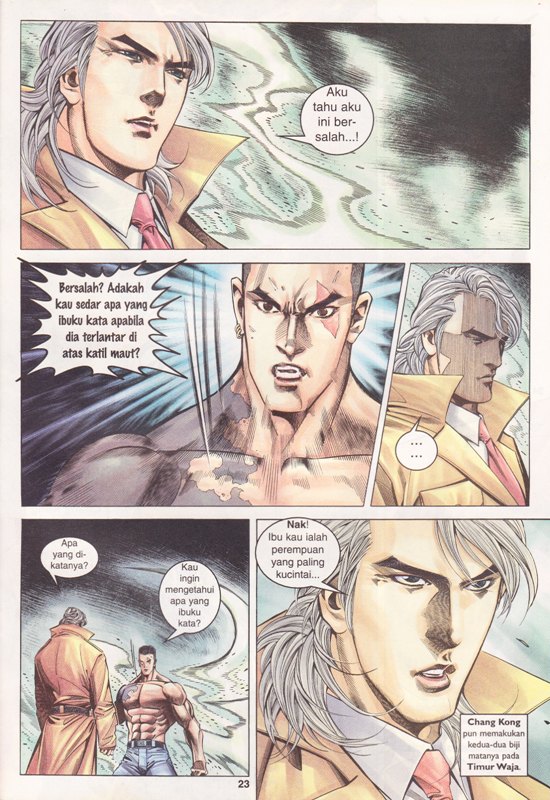 Aku
tahu aku
ini ber-
salah...!
Bersalah? Adakah
kau sedar apa yang
ibuku kata apabila
dia terlantar di
atas katil maut?
...
...
Apa
yang di-
katanya?
Kau
ingin
mengetahui
apa yang
ibuku
kata?
Nak!
Ibu kau ialah
perempuan
yang paling
kucintai...
Chang Kong
pun memakukan
kedua-dua biji
matanya pada
Timur Waja.
23